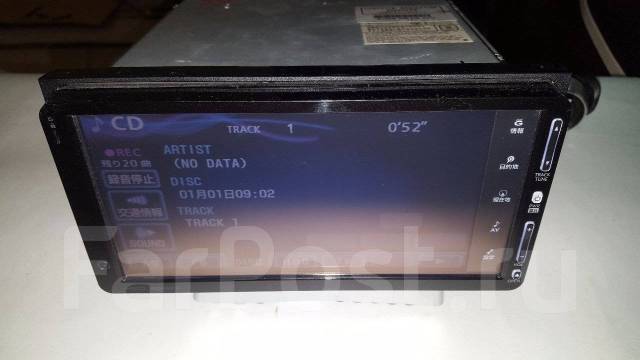 CD
TRACK 1 0'52"
情報
●REC
ARTIST
残り20曲
(NO DATA)
目的地
TRACK
TUNE
録音停止
DISC
01月01日09:02
現在地
PWR
交通情報
TRACK
TRACK 1
AV
SOUND
OPEN
FarPost.ru